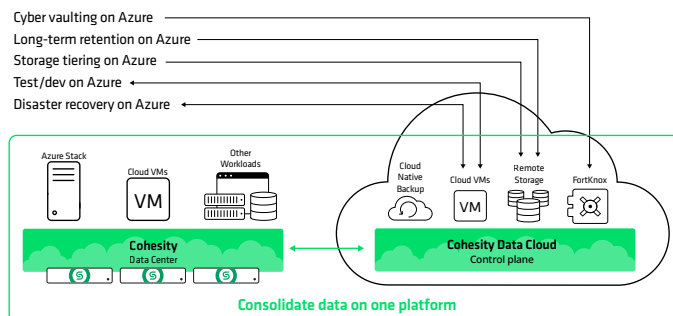 Cyber vaulting on Azure
Long-term retention on Azure
Storage tiering on Azure
Test/dev on Azure
Disaster recovery on Azure
Azure Stack
Cloud VMs
Other
Workloads
VM
Cloud
Native
Backup
Cloud VMs
VM
Remote
Storage
FortKnox
Cohesity
Data Center
Cohesity Data Cloud
Control plane
Consolidate data on one platform